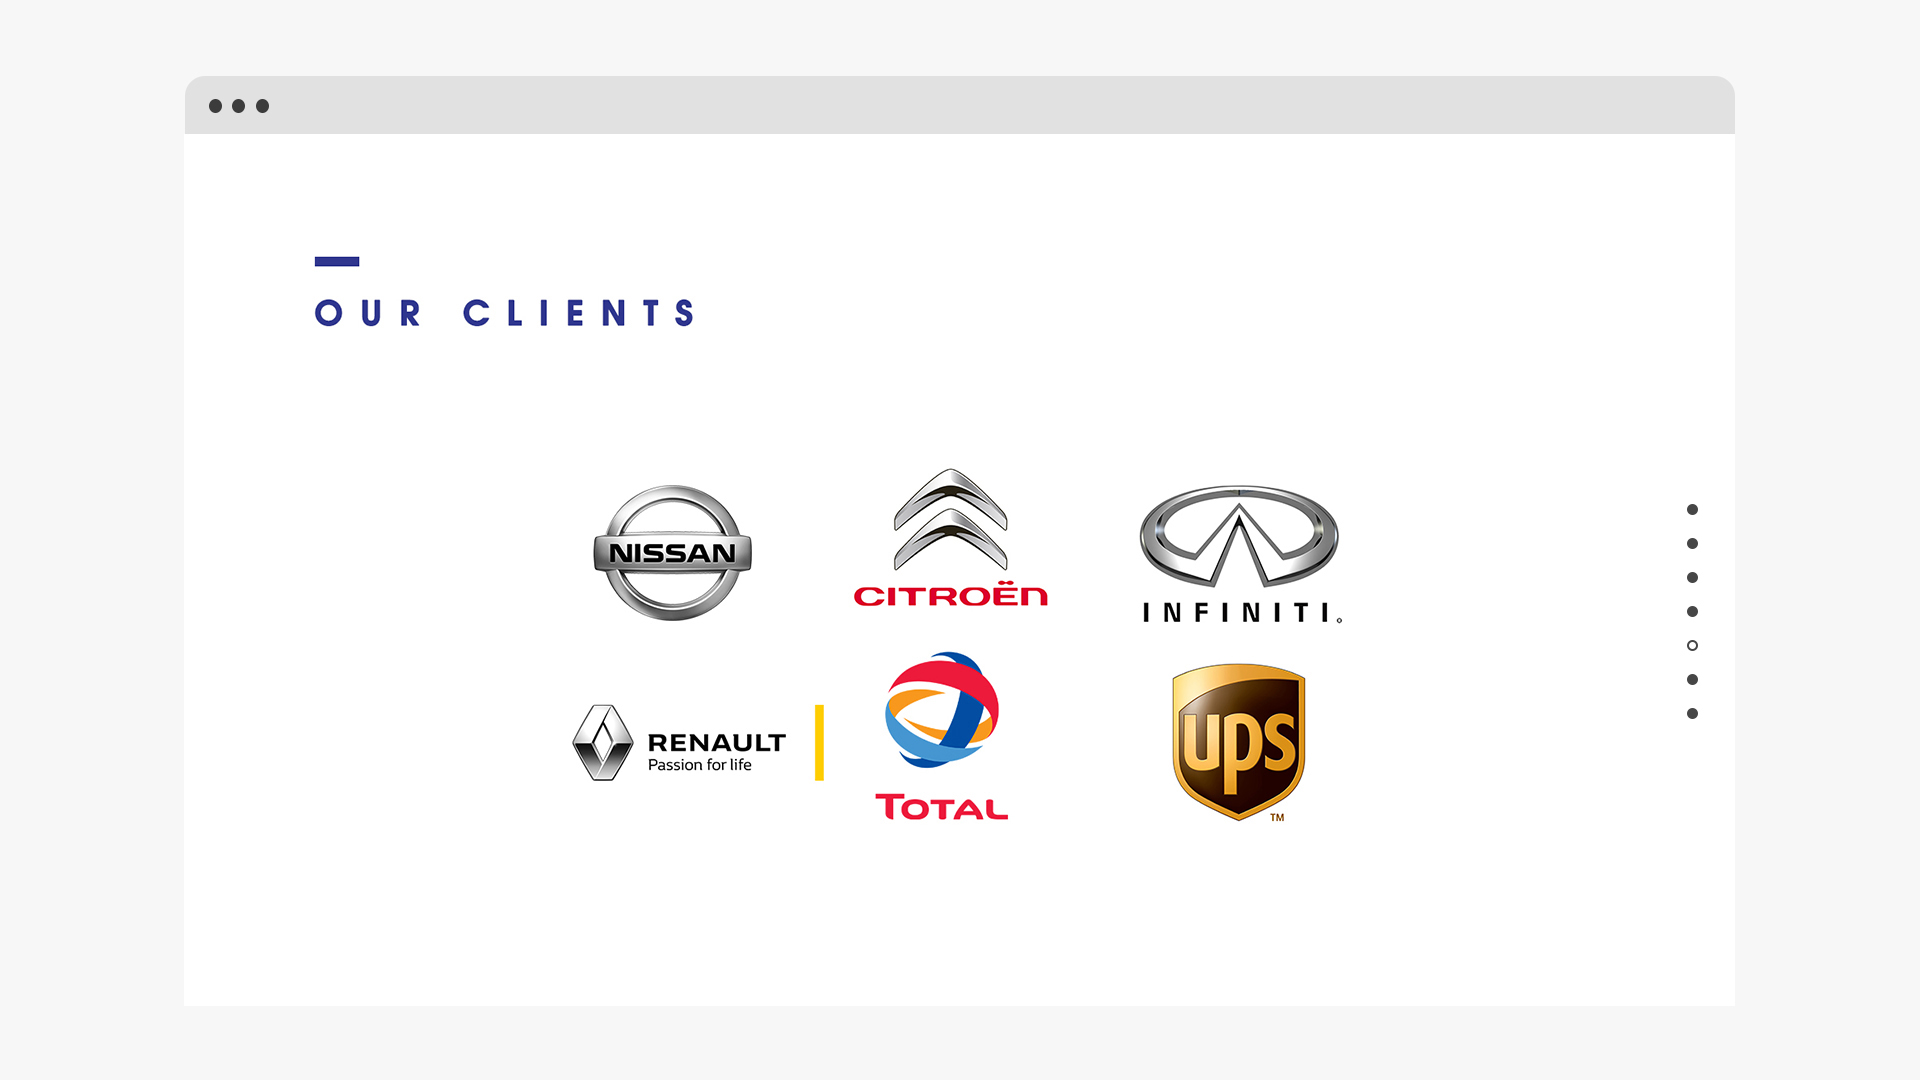 OUR CLIENTS
NISSAN
CITROËN
INFINITI
RENAULT
Passion for life
TOTAL
ups
TM